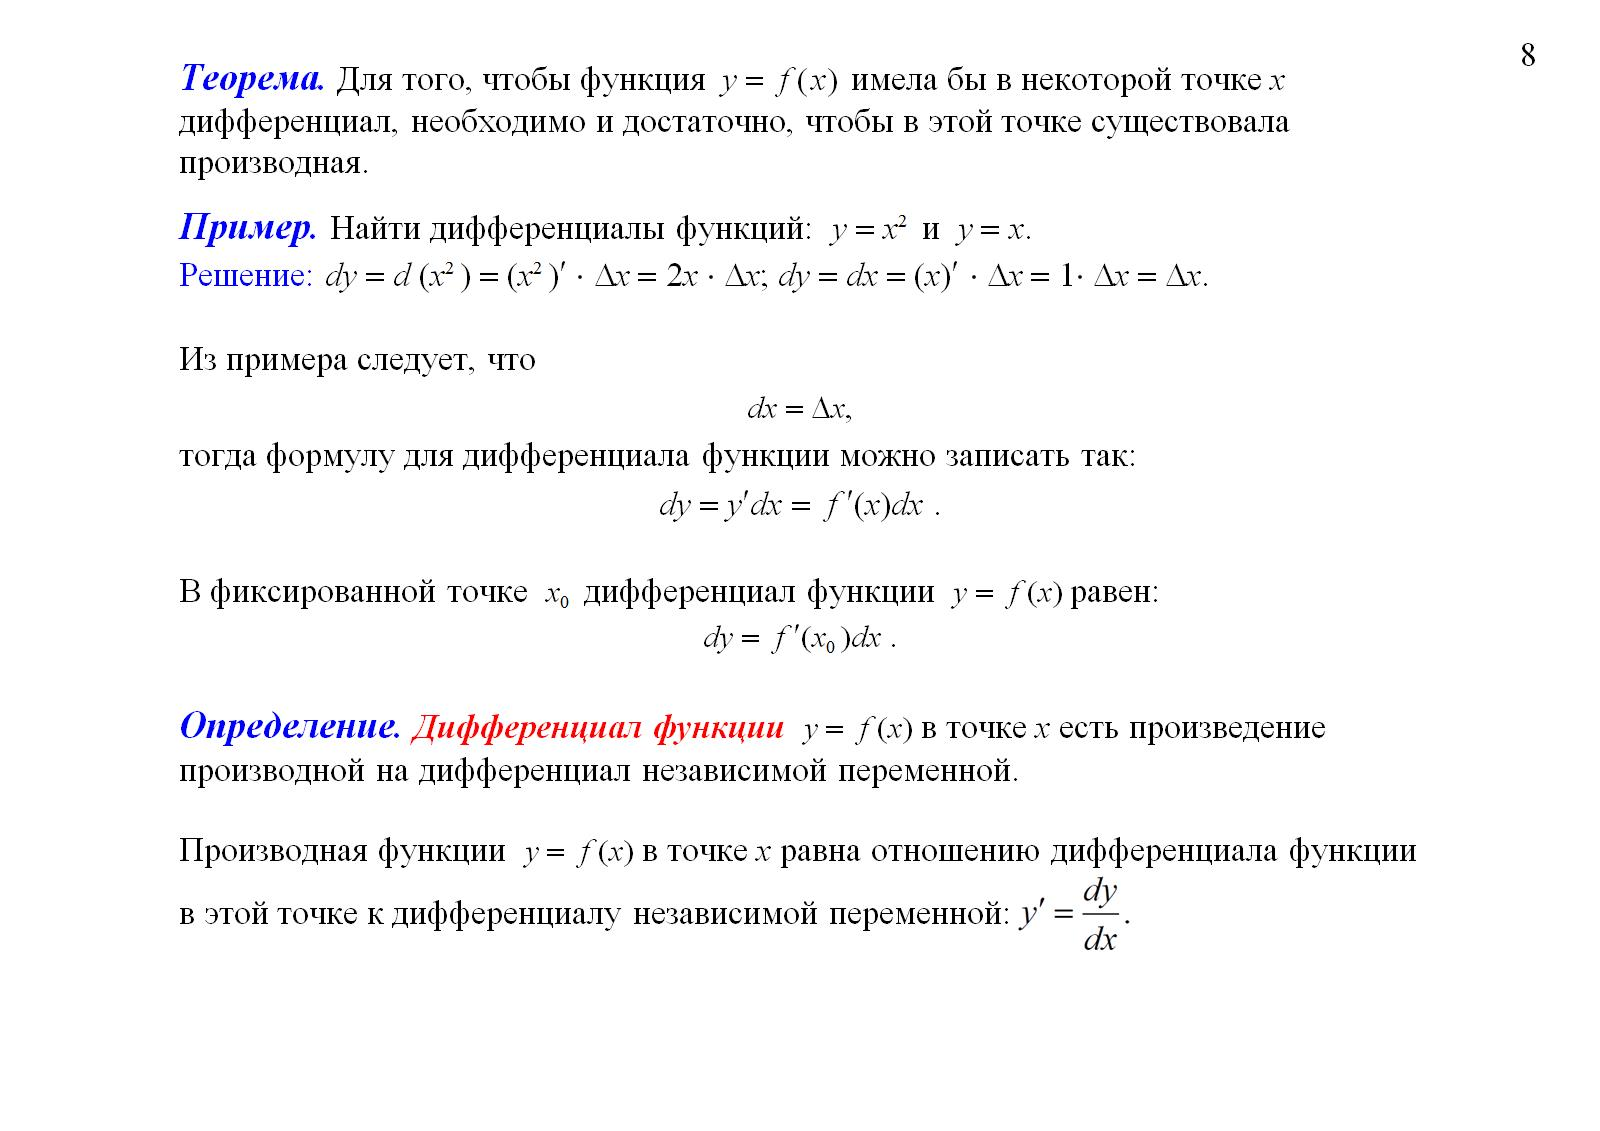 8
Теорема. Для того, чтобы функция y = f (x) имела бы в некоторой точке x
дифференциал, необходимо и достаточно, чтобы в этой точке существовала
производная.
Пример. Найти дифференциалы функций: y = x² и y = x.
Решение: dy = d (x² ) = (x² )′ · Δx = 2x · Δx; dy = dx = (x)′ · Δx = 1· Δx = Δx.
Из примера следует, что
dx = Δx,
тогда формулу для дифференциала функции можно записать так:
dy = y′dx = f ′(x)dx .
В фиксированной точке x₀ дифференциал функции y = f (x) равен:
dy = f ′(x₀ )dx .
Определение. Дифференциал функции y = f (x) в точке x есть произведение
производной на дифференциал независимой переменной.
Производная функции y = f (x) в точке x равна отношению дифференциала функции
в этой точке к дифференциалу независимой переменной: y′ = dy/dx.